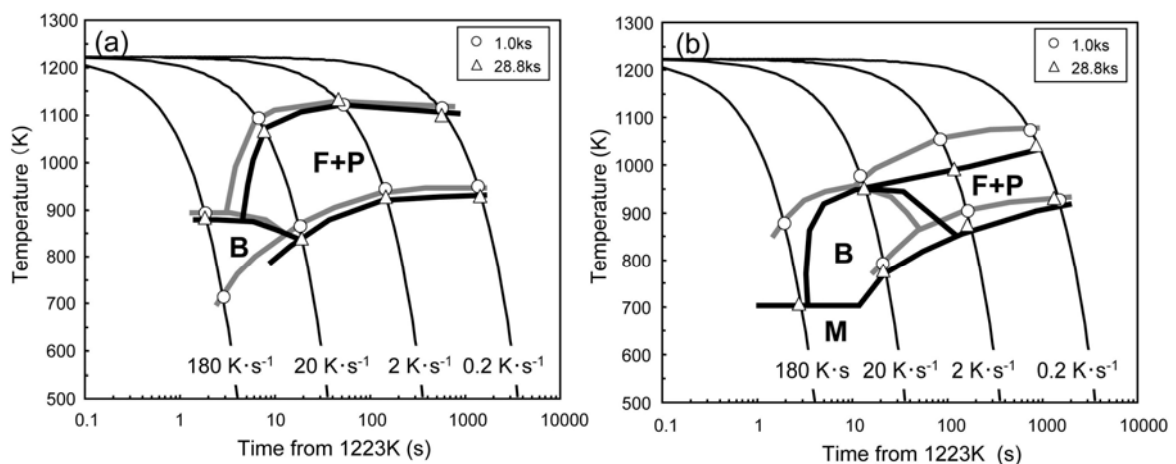 (a)
1.0ks
28.8ks
F+P
B
180 K·s⁻¹ 20 K·s⁻¹ 2 K·s⁻¹ 0.2 K·s⁻¹
Temperature (K)
1300
1200
1100
1000
900
800
700
600
500
0.1 1 10 100 1000 10000
Time from 1223K (s)
(b)
1.0ks
28.8ks
F+P
B
M
180 K·s 20 K·s⁻¹ 2 K·s⁻¹ 0.2 K·s⁻¹
Temperature (K)
1300
1200
1100
1000
900
800
700
600
500
0.1 1 10 100 1000 10000
Time from 1223K (s)